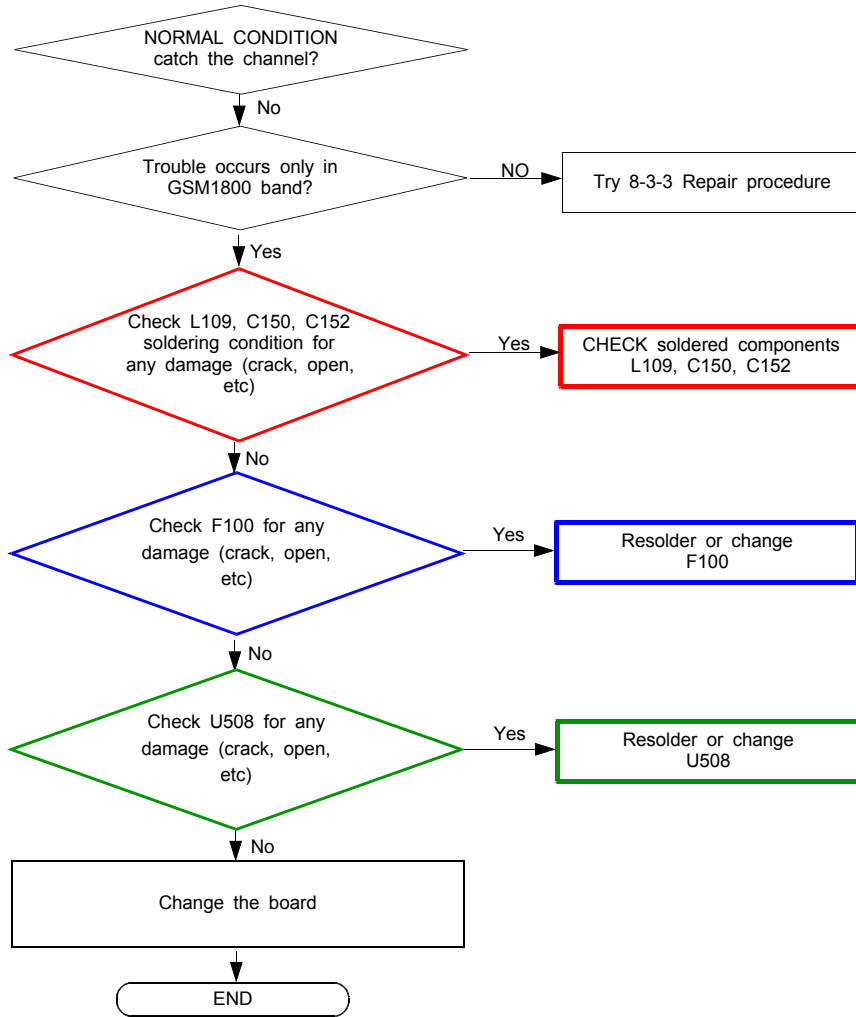 NORMAL CONDITION
catch the channel?
No
Trouble occurs only in
GSM1800 band?
NO
Try 8-3-3 Repair procedure
Yes
Check L109, C150, C152
soldering condition for
any damage (crack, open,
etc)
Yes
CHECK soldered components
L109, C150, C152
No
Check F100 for any
damage (crack, open,
etc)
Yes
Resolder or change
F100
No
Check U508 for any
damage (crack, open,
etc)
Yes
Resolder or change
U508
No
Change the board
END